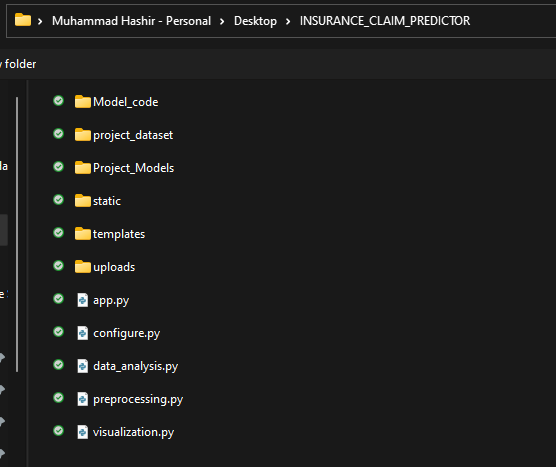 Muhammad Hashir - Personal > Desktop > INSURANCE_CLAIM_PREDICTOR
y folder
Model_code
project_dataset
la
Project_Models
static
templates
uploads
e :
app.py
configure.py
data_analysis.py
preprocessing.py
visualization.py